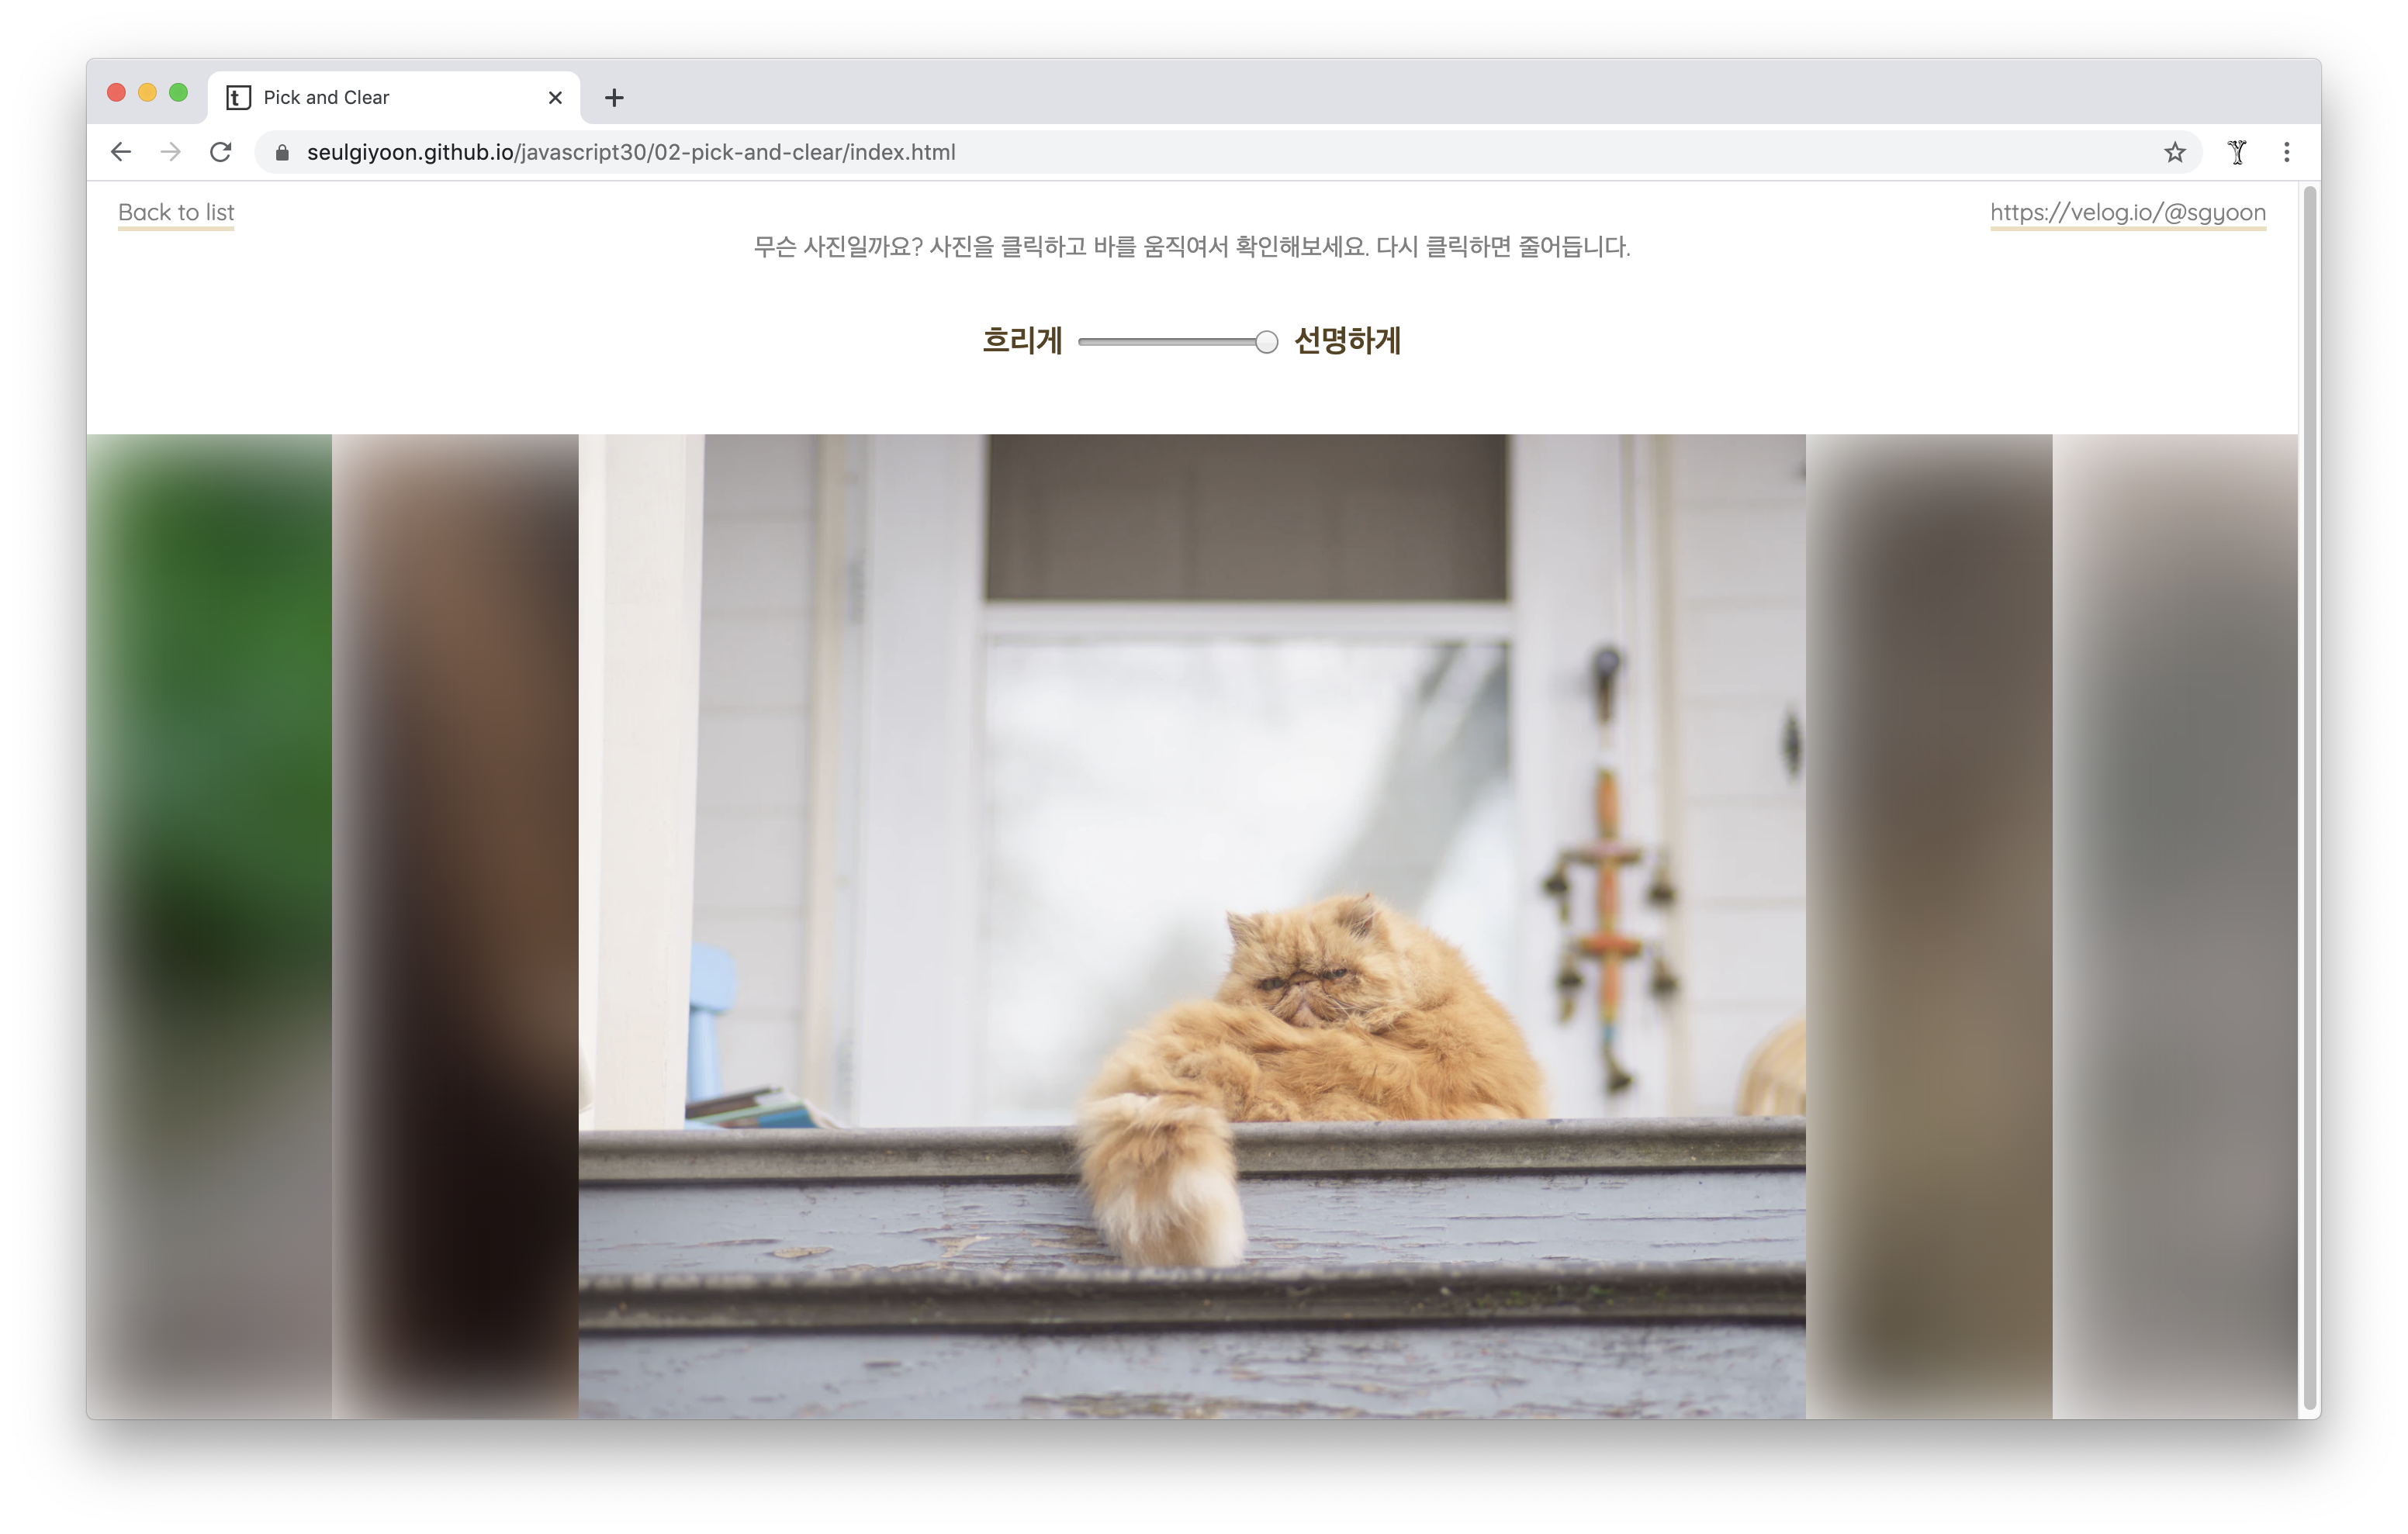 Pick and Clear
seulgiyoon.github.io/javascript30/02-pick-and-clear/index.html
Back to list
https://velog.io/@sgyoon
무슨 사진일까요? 사진을 클릭하고 바를 움직여서 확인해보세요. 다시 클릭하면 줄어듭니다.
흐리게 선명하게